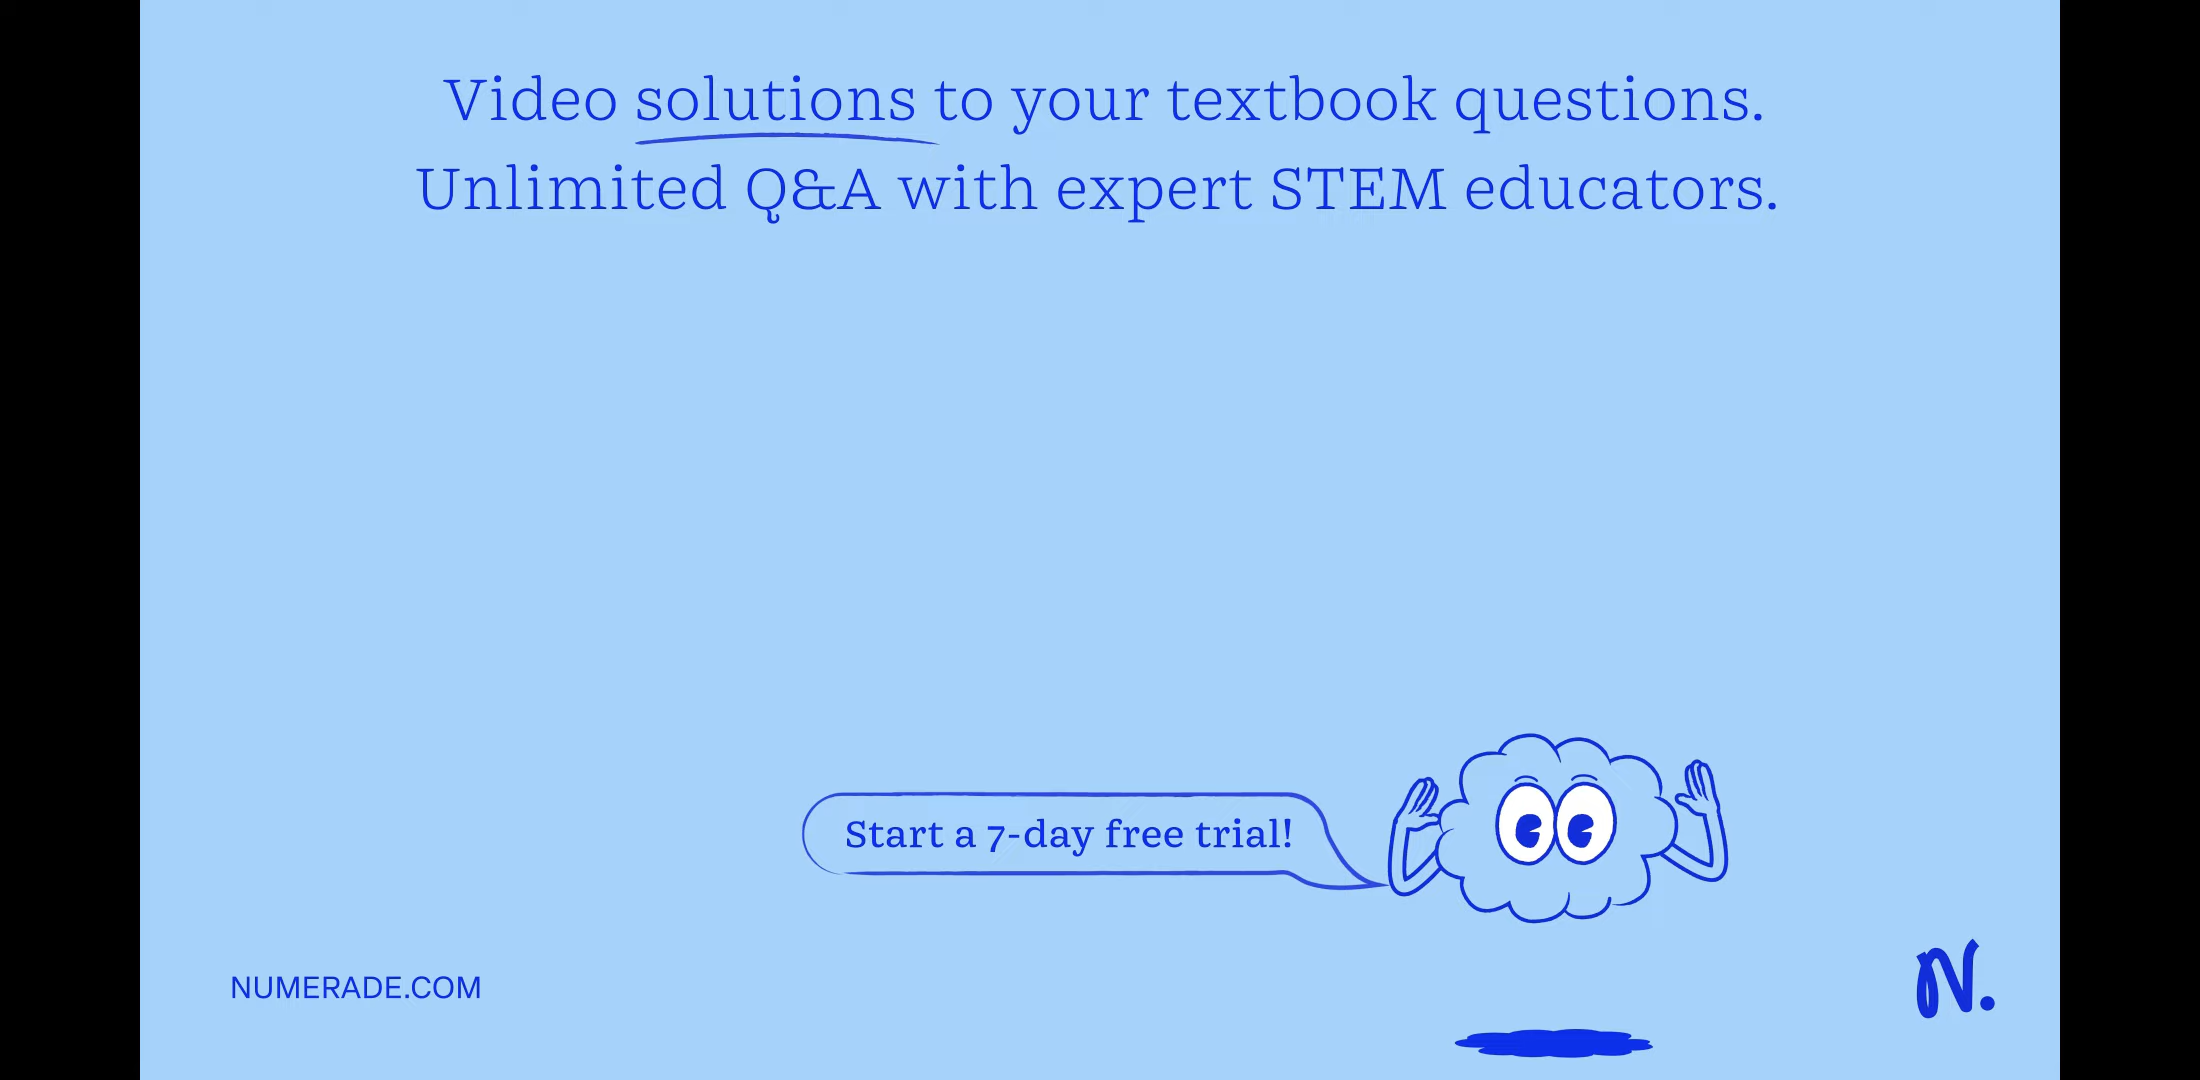 Video solutions to your textbook questions.
Unlimited Q&A with expert STEM educators.
Start a 7-day free trial!
NUMERADE.COM
N.